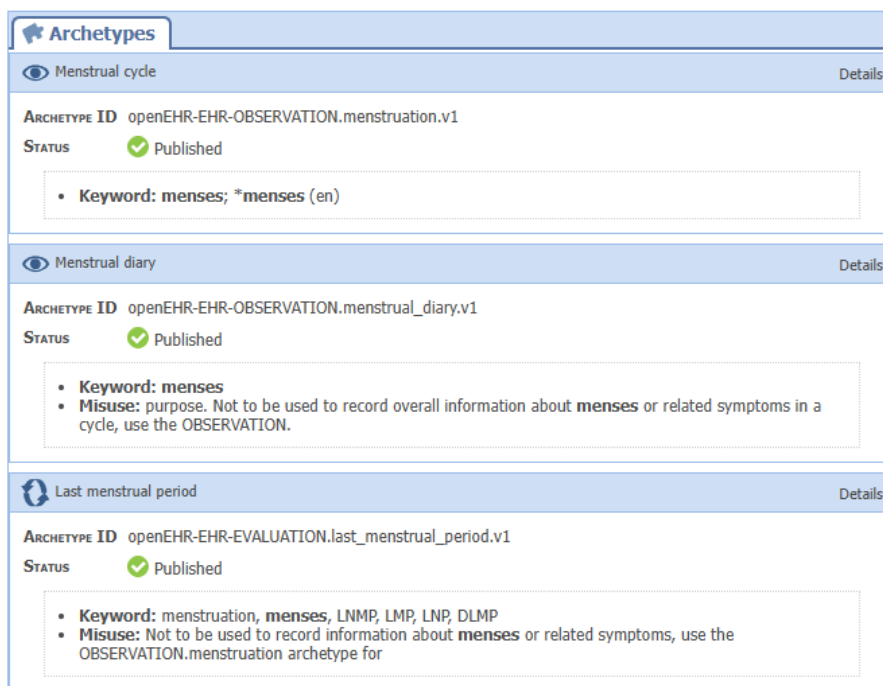 Archetypes
Menstrual cycle Details
Archetype ID openEHR-EHR-OBSERVATION.menstruation.v1
Status Published
• Keyword: menses; *menses (en)
Menstrual diary Details
Archetype ID openEHR-EHR-OBSERVATION.menstrual_diary.v1
Status Published
• Keyword: menses
• Misuse: purpose. Not to be used to record overall information about menses or related symptoms in a
cycle, use the OBSERVATION.
Last menstrual period Details
Archetype ID openEHR-EHR-EVALUATION.last_menstrual_period.v1
Status Published
• Keyword: menstruation, menses, LNMP, LMP, LNP, DLMP
• Misuse: Not to be used to record information about menses or related symptoms, use the
OBSERVATION.menstruation archetype for